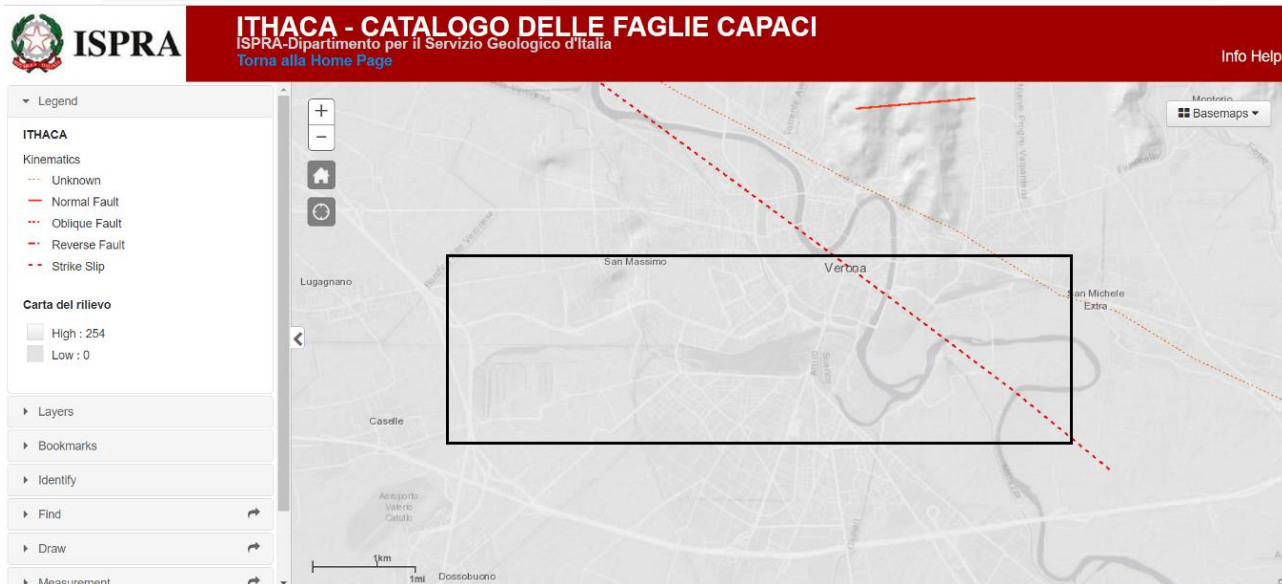 ISPRA
ITHACA - CATALOGO DELLE FAGLIE CAPACI
ISPRA-Dipartimento per il Servizio Geologico d'Italia
Torna alla Home Page
Info Help
Legend
ITHACA
Kinematics
Unknown
Normal Fault
Oblique Fault
Reverse Fault
Strike Slip
Carta del rilievo
High : 254
Low : 0
Layers
Bookmarks
Identify
Find
Draw
Measurement
+
−
Basemaps
Montorio
Lugagnano
San Massimo
Verona
San Michele
Extra
Caselle
Aeroporto
Valerio
Catullo
Dossobuono
1km
1mi